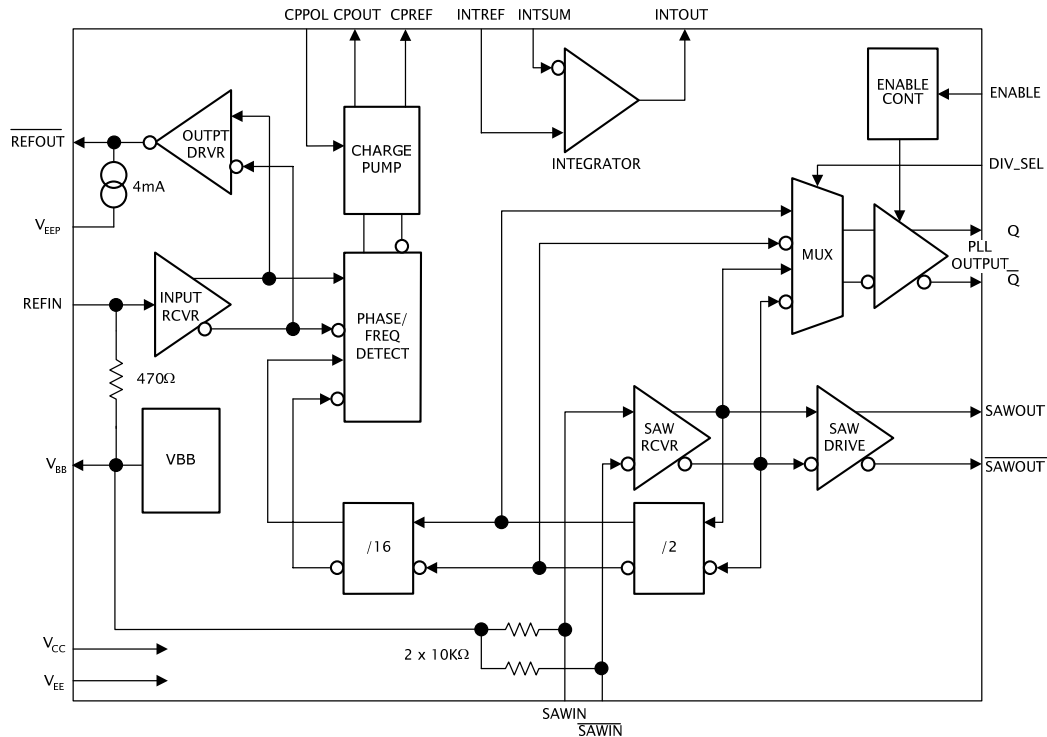 CPPOL CPOUT CPREF INTREF INTSUM INTOUT
ENABLE
CONT
ENABLE
REFOUT
OUTPT
DRVR
CHARGE
PUMP
INTEGRATOR
DIV_SEL
4mA
VEEP
MUX
Q
PLL
OUTPUT
Q
REFIN
INPUT
RCVR
PHASE/
FREQ
DETECT
470Ω
SAW
RCVR
SAW
DRIVE
SAWOUT
VBB
VBB
SAWOUT
/16
/2
VCC
2 x 10KΩ
VEE
SAWIN
SAWIN